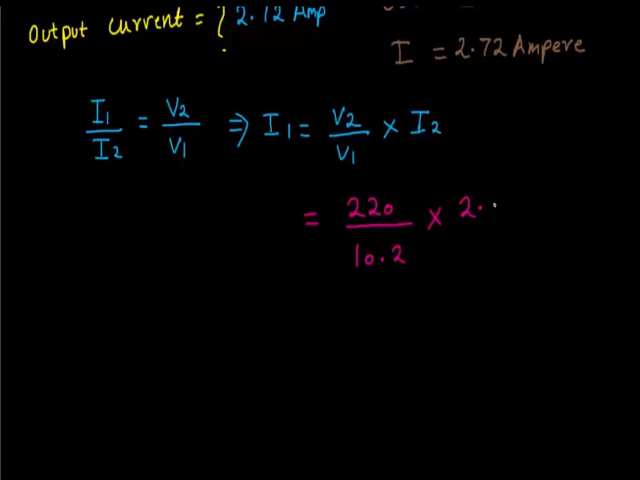 Output current = { 2.72 Amp
I = 2.72 Ampere
I1/I2 = V2/V1 ⇒ I1 = V2/V1 × I2
= 220/10.2 × 2.